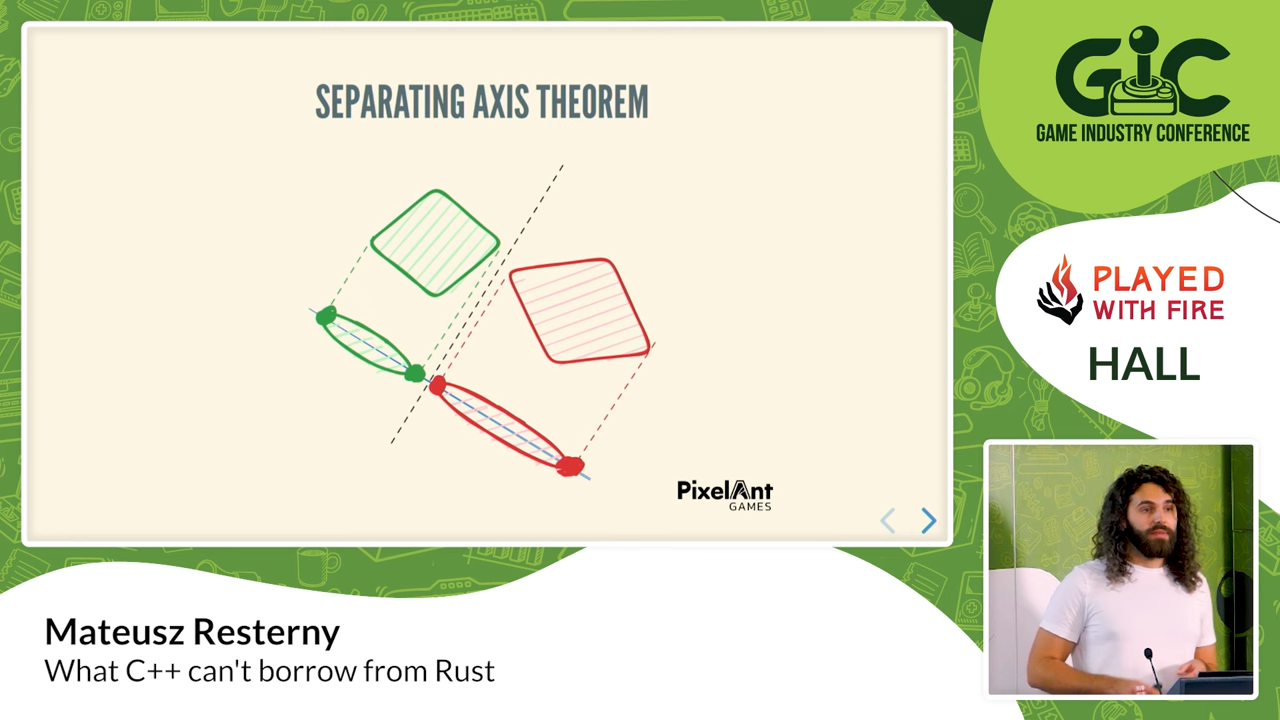 SEPARATING AXIS THEOREM
PixelAnt
GAMES
GIC
GAME INDUSTRY CONFERENCE
PLAYED
WITH FIRE
HALL
Mateusz Resterny
What C++ can't borrow from Rust